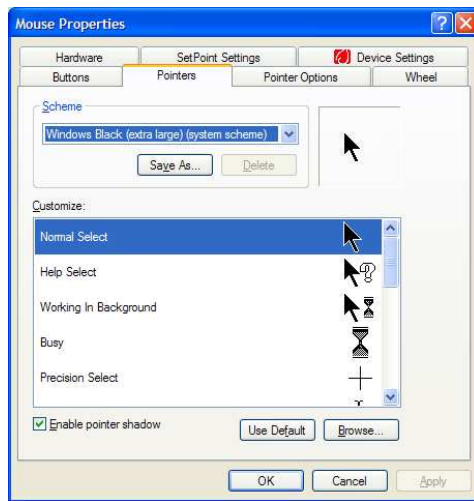 Mouse Properties
Hardware SetPoint Settings Device Settings
Buttons Pointers Pointer Options Wheel
Scheme
Windows Black (extra large) (system scheme)
Save As... Delete
Customize:
Normal Select
Help Select
Working In Background
Busy
Precision Select
Enable pointer shadow
Use Default Browse...
OK Cancel Apply